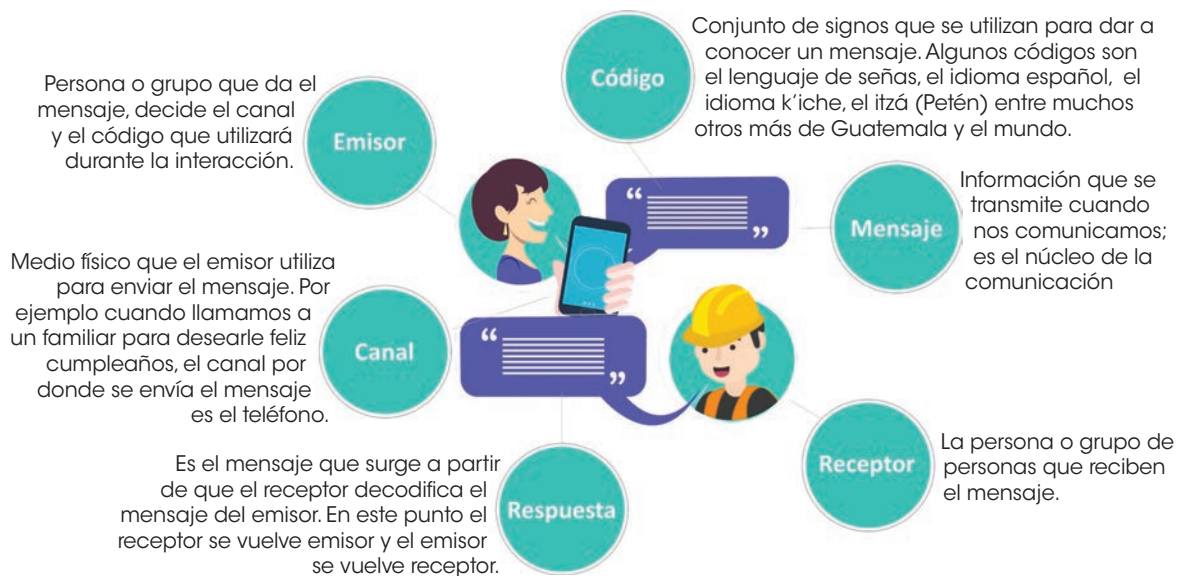 Emisor
Persona o grupo que da el
mensaje, decide el canal
y el código que utilizará
durante la interacción.
Código
Conjunto de signos que se utilizan para dar a
conocer un mensaje. Algunos códigos son
el lenguaje de señas, el idioma español, el
idioma k’iche, el itzá (Petén) entre muchos
otros más de Guatemala y el mundo.
Mensaje
Información que se
transmite cuando
nos comunicamos;
es el núcleo de la
comunicación
Canal
Medio físico que el emisor utiliza
para enviar el mensaje. Por
ejemplo cuando llamamos a
un familiar para desearle feliz
cumpleaños, el canal por
donde se envía el mensaje
es el teléfono.
Receptor
La persona o grupo de
personas que reciben
el mensaje.
Respuesta
Es el mensaje que surge a partir
de que el receptor decodifica el
mensaje del emisor. En este punto el
receptor se vuelve emisor y el emisor
se vuelve receptor.